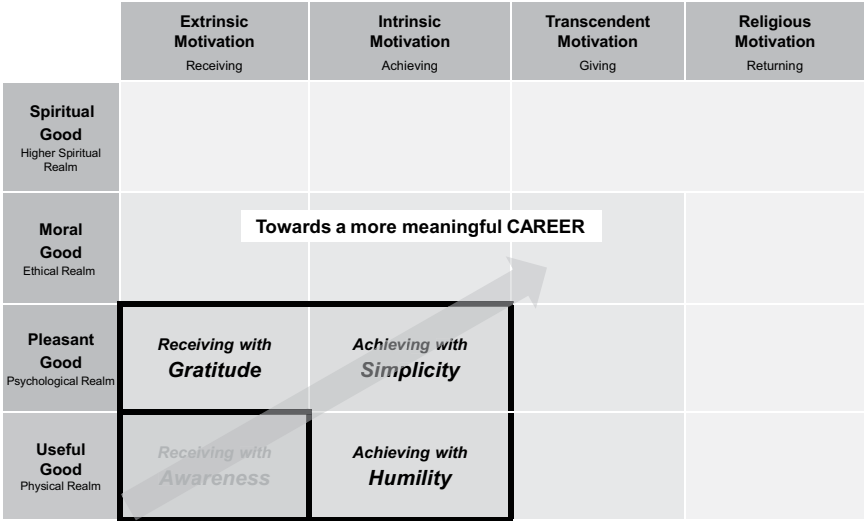 Extrinsic
Motivation
Receiving
Intrinsic
Motivation
Achieving
Transcendent
Motivation
Giving
Religious
Motivation
Returning
Spiritual
Good
Higher Spiritual
Realm
Moral
Good
Ethical Realm
Towards a more meaningful CAREER
Pleasant
Good
Psychological Realm
Receiving with
Gratitude
Achieving with
Simplicity
Useful
Good
Physical Realm
Receiving with
Awareness
Achieving with
Humility